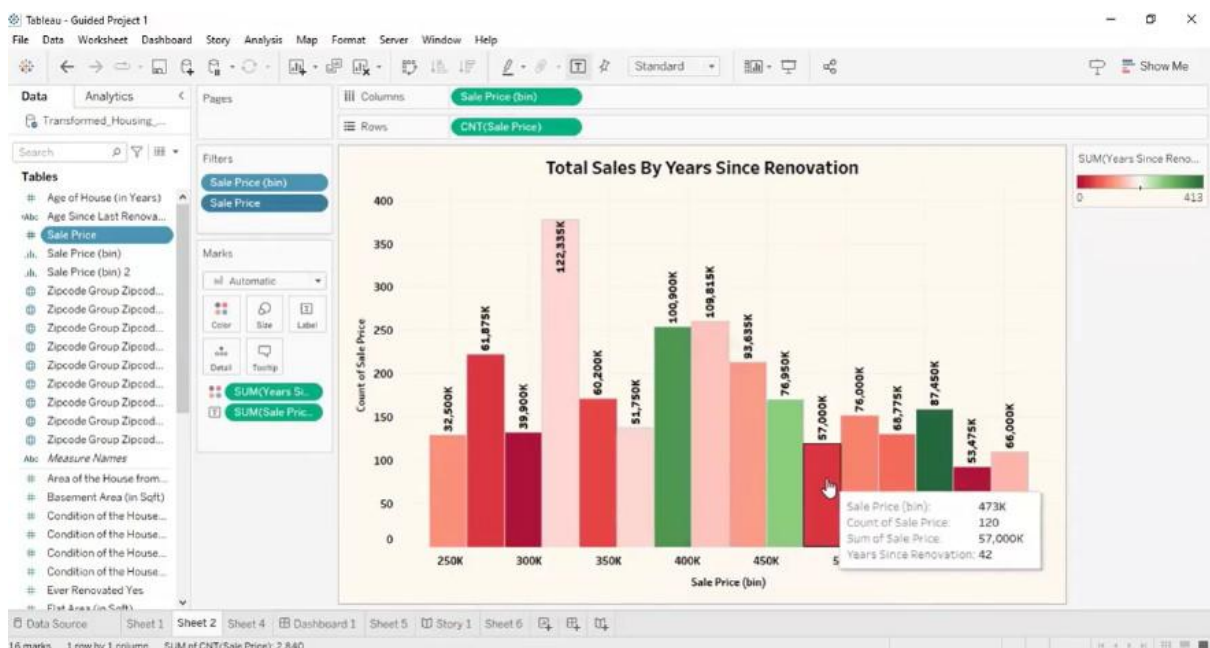 Tableau - Guided Project 1
File Data Worksheet Dashboard Story Analysis Map Format Server Window Help
Standard
Show Me
Data Analytics
Pages
Columns Sale Price (bin)
Transformed_Housing_...
Rows CNT(Sale Price)
Search
Tables
Age of House (in Years)
Abc Age Since Last Renova...
Sale Price
Sale Price (bin)
Sale Price (bin) 2
Zipcode Group Zipcod...
Zipcode Group Zipcod...
Zipcode Group Zipcod...
Zipcode Group Zipcod...
Zipcode Group Zipcod...
Zipcode Group Zipcod...
Zipcode Group Zipcod...
Zipcode Group Zipcod...
Zipcode Group Zipcod...
Abc Measure Names
Area of the House from...
Basement Area (in Sqft)
Condition of the House...
Condition of the House...
Condition of the House...
Condition of the House...
Ever Renovated Yes
Flat Area (in Sqft)
Filters
Sale Price (bin)
Sale Price
Marks
Automatic
Color Size Label
Detail Tooltip
SUM(Years Si..
SUM(Sale Pric..
Total Sales By Years Since Renovation
Count of Sale Price
400
350
300
250
200
150
100
50
0
32,500K
61,875K
39,900K
122,335K
60,200K
51,750K
100,900K
109,815K
93,635K
76,950K
57,000K
76,000K
68,775K
87,450K
53,475K
66,000K
250K 300K 350K 400K 450K 5
Sale Price (bin)
Sale Price (bin): 473K
Count of Sale Price: 120
Sum of Sale Price: 57,000K
Years Since Renovation: 42
SUM(Years Since Reno...
0 413
Data Source Sheet 1 Sheet 2 Sheet 4 Dashboard 1 Sheet 5 Story 1 Sheet 6
16 marks 1 row by 1 column SUM of CNT(Sale Price): 2,840